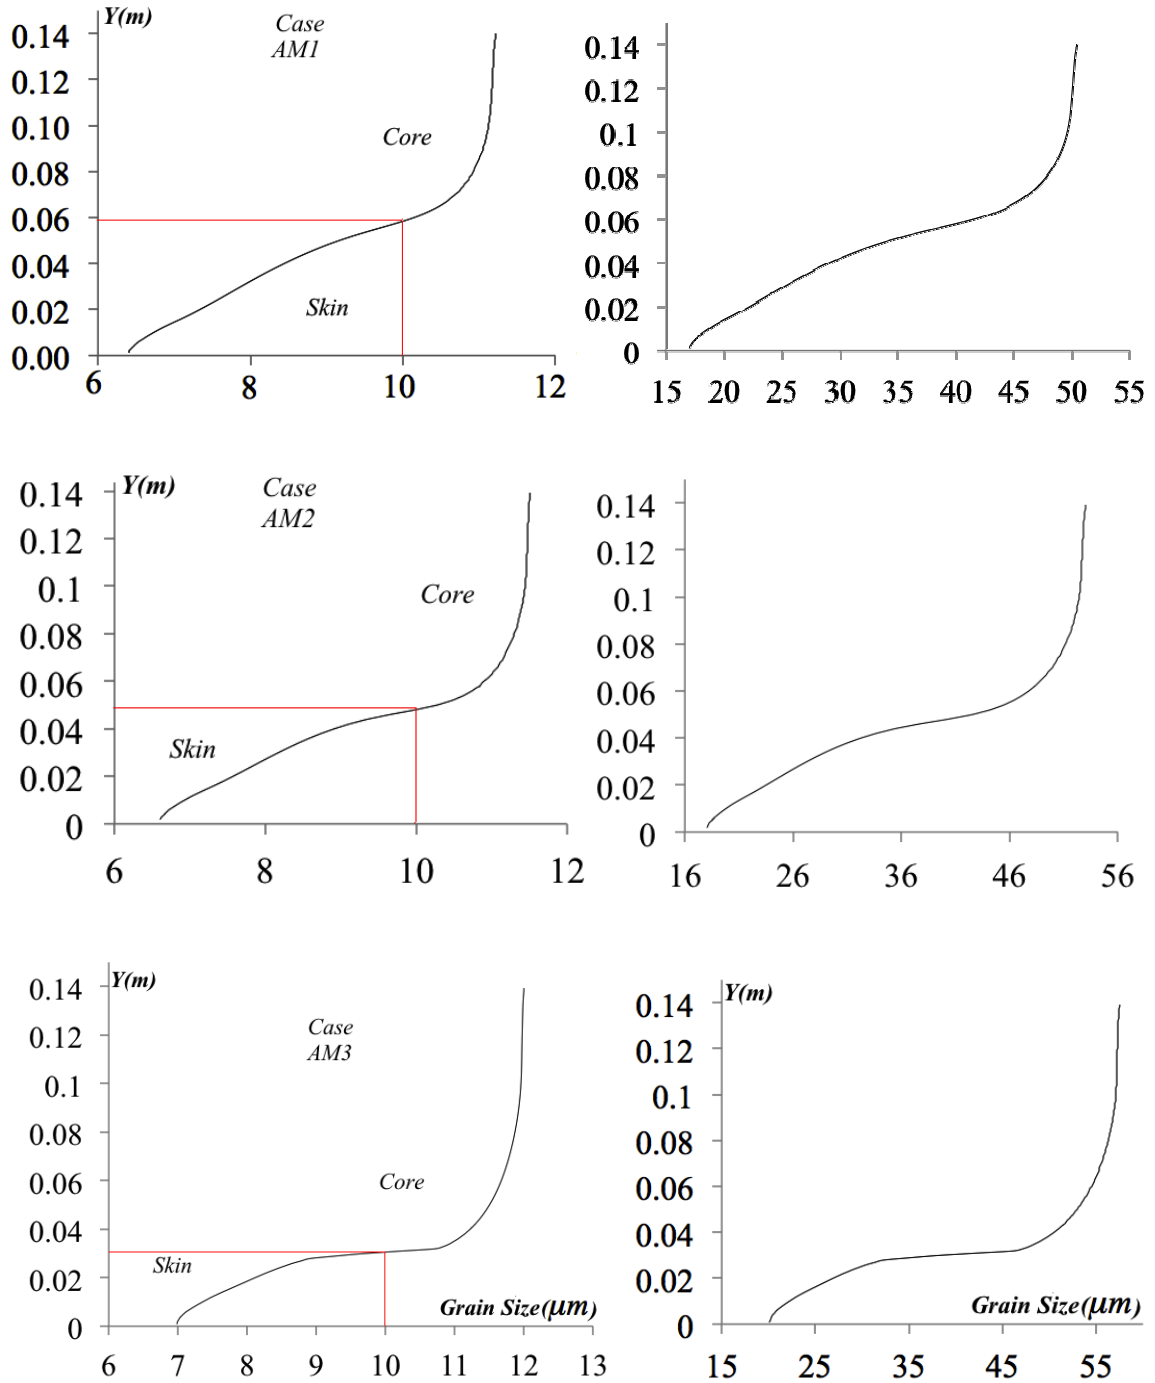 Y(m)
Case
AM1
Core
Skin
0.14
0.12
0.10
0.08
0.06
0.04
0.02
0.00
6 8 10 12
0.14
0.12
0.1
0.08
0.06
0.04
0.02
0
15 20 25 30 35 40 45 50 55
Y(m)
Case
AM2
Core
Skin
0.14
0.12
0.1
0.08
0.06
0.04
0.02
0
6 8 10 12
0.14
0.12
0.1
0.08
0.06
0.04
0.02
0
16 26 36 46 56
Y(m)
Case
AM3
Core
Skin
0.14
0.12
0.1
0.08
0.06
0.04
0.02
0
Grain Size(μm)
6 7 8 9 10 11 12 13
Y(m)
0.14
0.12
0.1
0.08
0.06
0.04
0.02
0
Grain Size(μm)
15 25 35 45 55